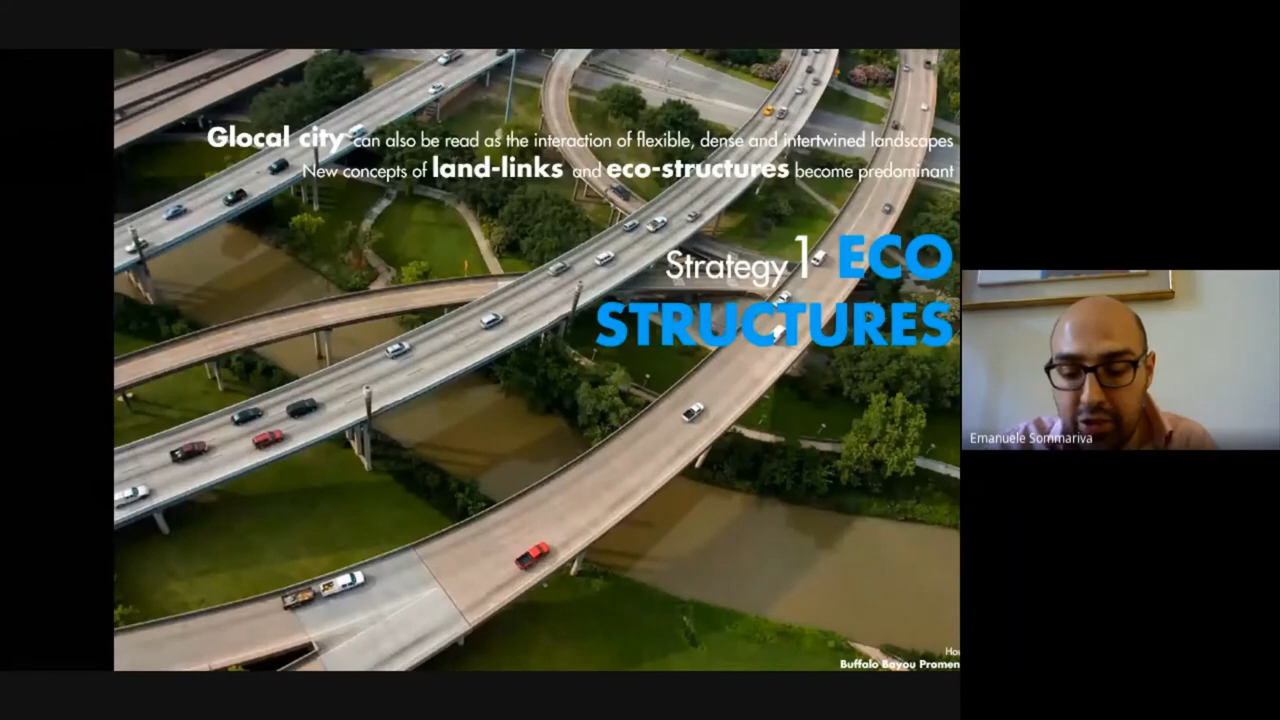 Glocal city can also be read as the interaction of flexible, dense and intertwined landscapes
New concepts of land-links and eco-structures become predominant
Strategy 1 ECO
STRUCTURES
Emanuele Sommariva
Buffalo Bayou